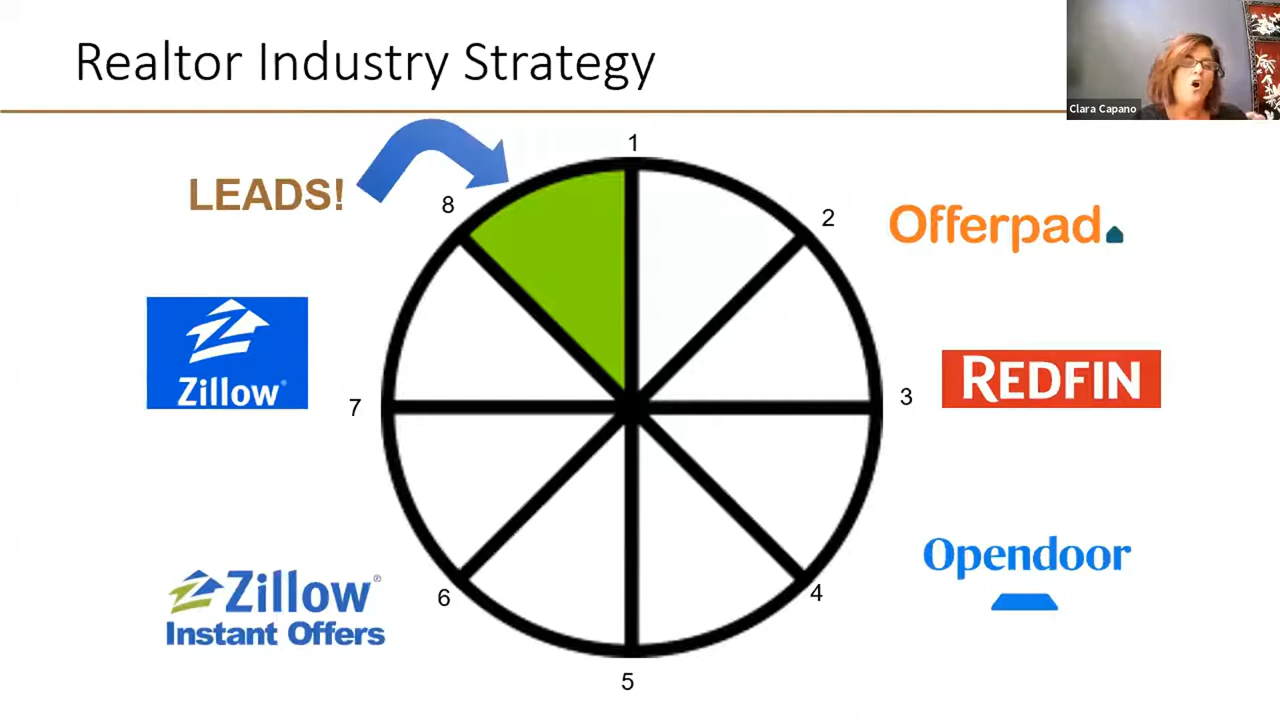 Realtor Industry Strategy
Clara Capano
LEADS!
1
2
3
4
5
6
7
8
Offerpad.
REDFIN
Opendoor
Zillow®
Zillow®
Instant Offers